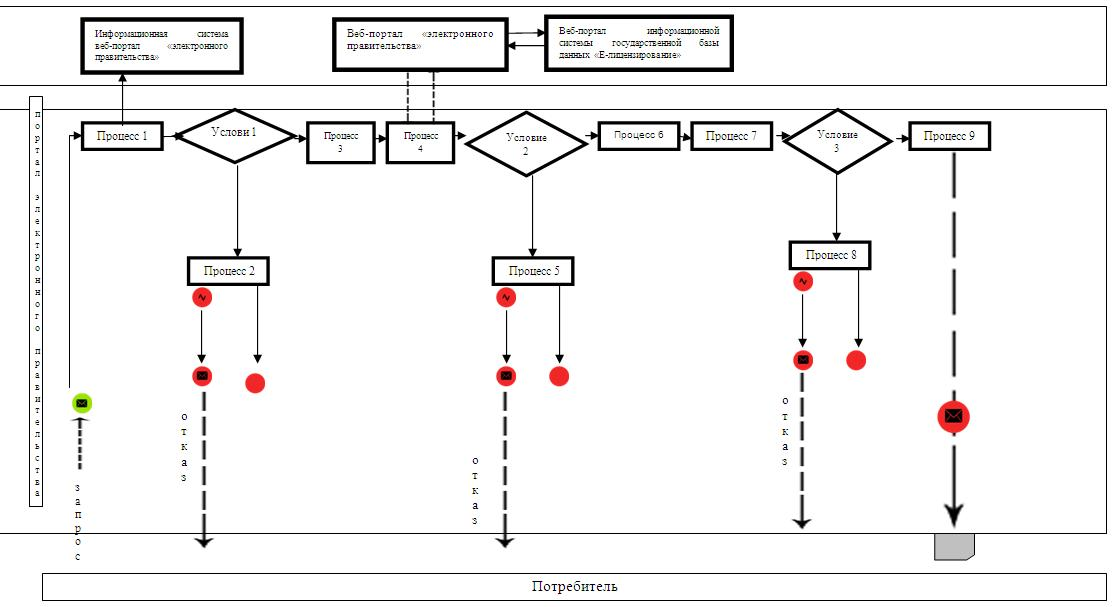 Информационная система
веб-портал «электронного
правительства»
Веб-портал «электронного
правительства»
Веб-портал информационной
системы государственной базы
данных «Е-лицензирование»
портал электронного правительства
Процесс 1
Услови 1
Процесс
3
Процесс
4
Условие
2
Процесс 6
Процесс 7
Условие
3
Процесс 9
Процесс 2
Процесс 5
Процесс 8
отказ
отказ
отказ
запрос
Потребитель